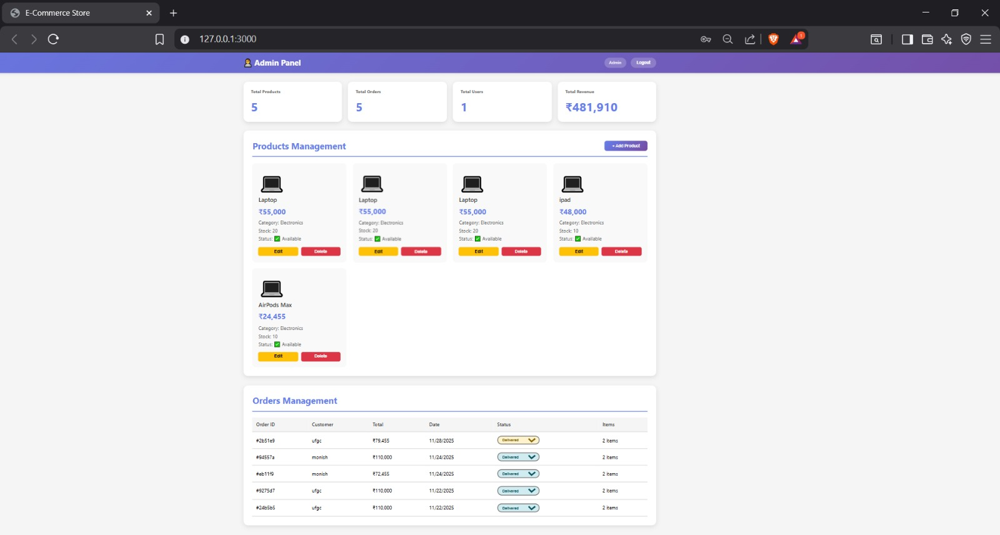 E-Commerce Store
127.0.0.1:3000
1
Admin Panel
Admin
Logout
Total Products
5
Total Orders
5
Total Users
1
Total Revenue
₹481,910
Products Management
+ Add Product
Laptop
₹55,000
Category: Electronics
Stock: 20
Status: ✅ Available
Edit Delete
Laptop
₹55,000
Category: Electronics
Stock: 20
Status: ✅ Available
Edit Delete
Laptop
₹55,000
Category: Electronics
Stock: 20
Status: ✅ Available
Edit Delete
ipad
₹48,000
Category: Electronics
Stock: 10
Status: ✅ Available
Edit Delete
AirPods Max
₹24,455
Category: Electronics
Stock: 10
Status: ✅ Available
Edit Delete
Orders Management
Order ID Customer Total Date Status Items
#2b51e9 ufgc ₹79,455 11/28/2025 Delivered 2 items
#94557a monish ₹110,000 11/24/2025 Delivered 2 items
#eb11f9 monish ₹72,455 11/24/2025 Delivered 2 items
#9275d7 ufgc ₹110,000 11/22/2025 Delivered 2 items
#24b5b5 ufgc ₹110,000 11/22/2025 Delivered 2 items